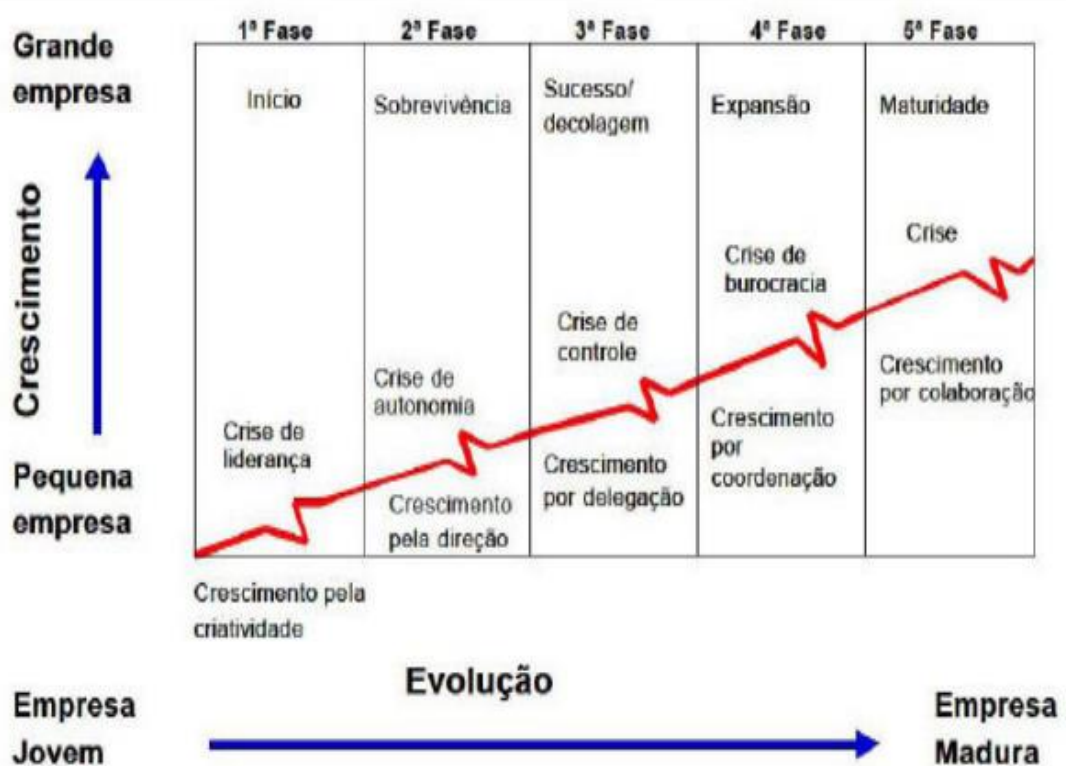 1ª Fase
2ª Fase
3ª Fase
4ª Fase
5ª Fase
Grande
empresa
Início
Sobrevivência
Sucesso/
decolagem
Expansão
Maturidade
Crescimento
Crise de
liderança
Crise de
autonomia
Crise de
controle
Crise de
burocracia
Crise
Pequena
empresa
Crescimento pela
criatividade
Crescimento
pela direção
Crescimento
por delegação
Crescimento
por
coordenação
Crescimento
por colaboração
Evolução
Empresa
Jovem
Empresa
Madura